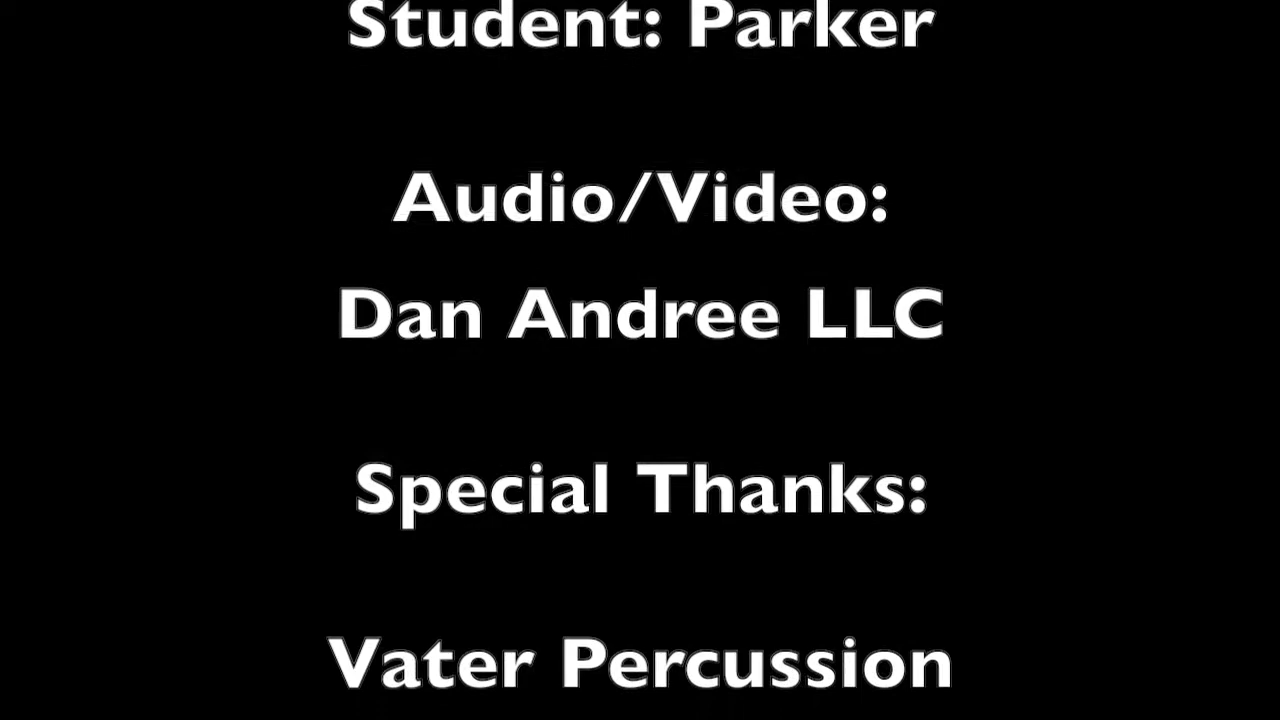 Student: Parker
Audio/Video:
Dan Andree LLC
Special Thanks:
Vater Percussion